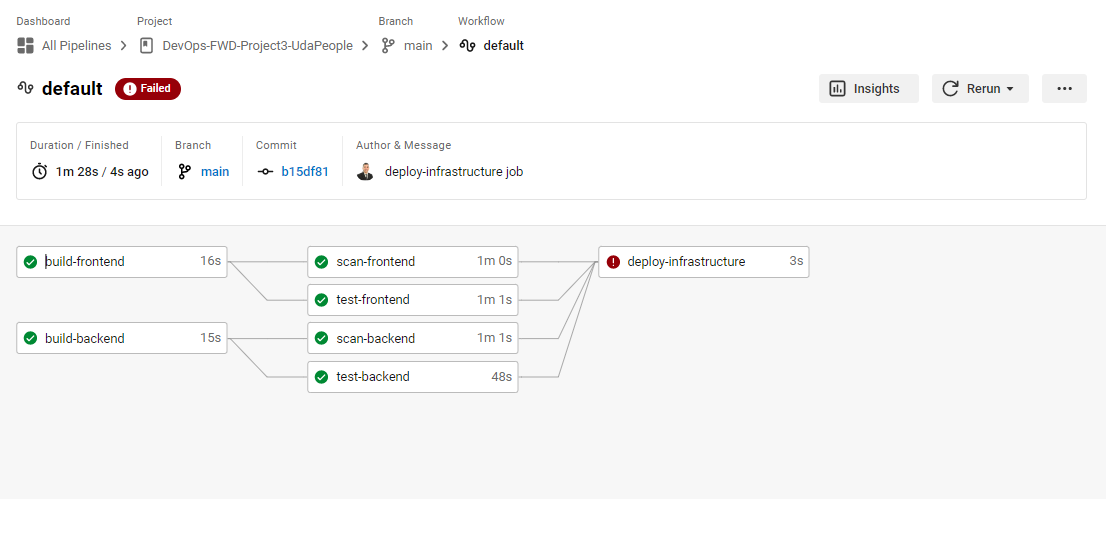 Dashboard Project Branch Workflow
All Pipelines DevOps-FWD-Project3-UdaPeople main default
default Failed Insights Rerun
Duration / Finished Branch Commit Author & Message
1m 28s / 4s ago main b15df81 deploy-infrastructure job
build-frontend 16s scan-frontend 1m 0s deploy-infrastructure 3s
test-frontend 1m 1s
build-backend 15s scan-backend 1m 1s
test-backend 48s